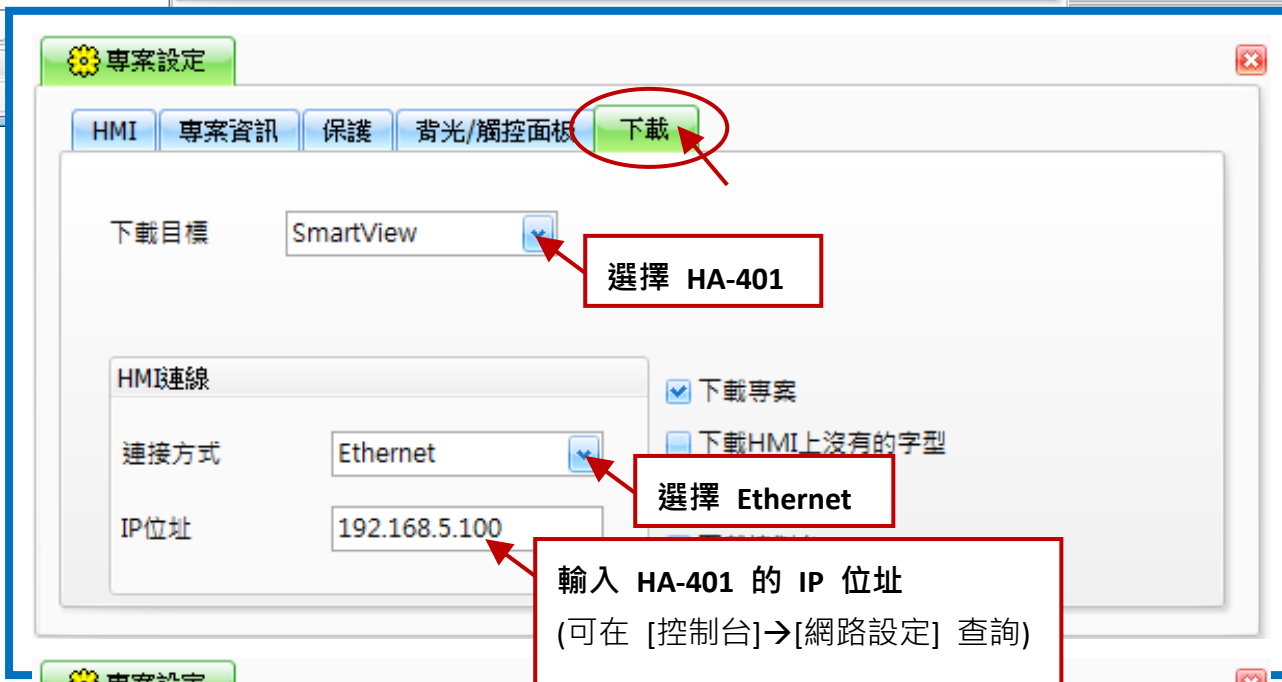 專案設定
HMI 專案資訊 保護 背光/觸控面板 下載
下載目標 SmartView
選擇 HA-401
HMI連線
下載專案
連接方式 Ethernet
下載HMI上沒有的字型
選擇 Ethernet
IP位址 192.168.5.100
輸入 HA-401 的 IP 位址
(可在 [控制台]→[網路設定] 查詢)
專案設定